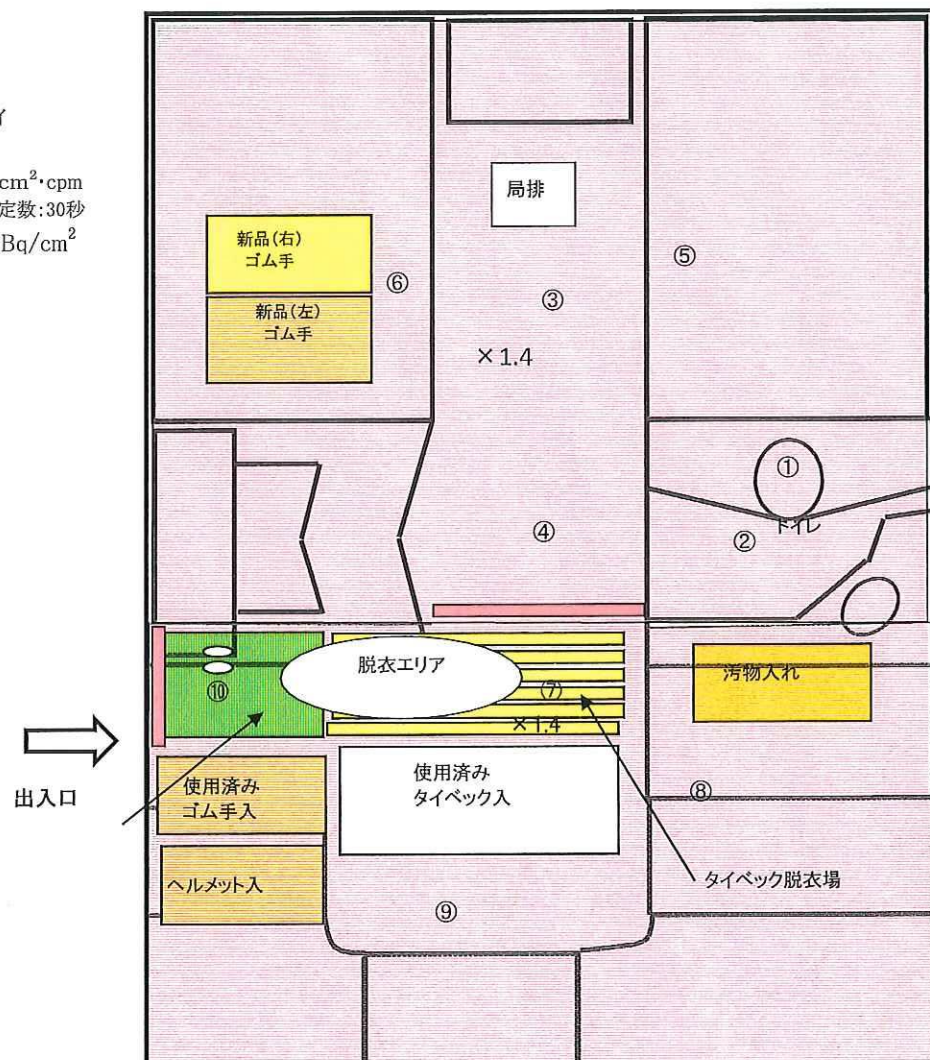 イ
cm²・cpm
定数:30秒
Bq/cm²
局排
新品(右)
ゴム手
新品(左)
ゴム手
⑥
③
⑤
×1.4
①
トイレ
②
④
脱衣エリア
⑩
⑦
×1.4
汚物入れ
出入口
使用済み
ゴム手入
使用済み
タイベック入
⑧
ヘルメット入
タイベック脱衣場
⑨